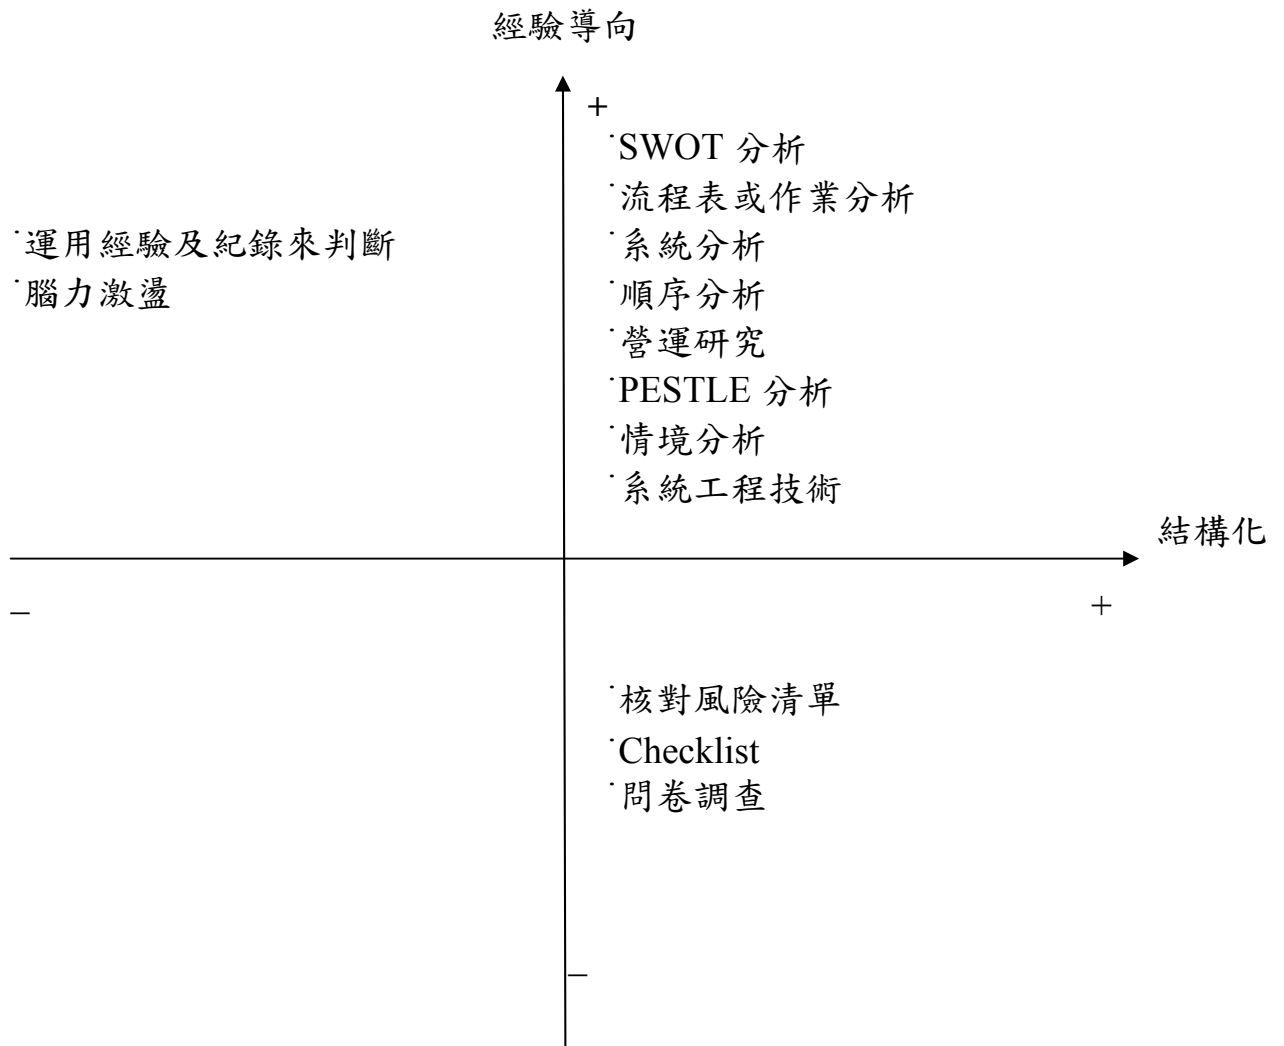 經驗導向
+
˙SWOT 分析
˙流程表或作業分析
˙運用經驗及紀錄來判斷
˙系統分析
˙腦力激盪
˙順序分析
˙營運研究
˙PESTLE 分析
˙情境分析
˙系統工程技術
結構化
–
+
˙核對風險清單
˙Checklist
˙問卷調查
–